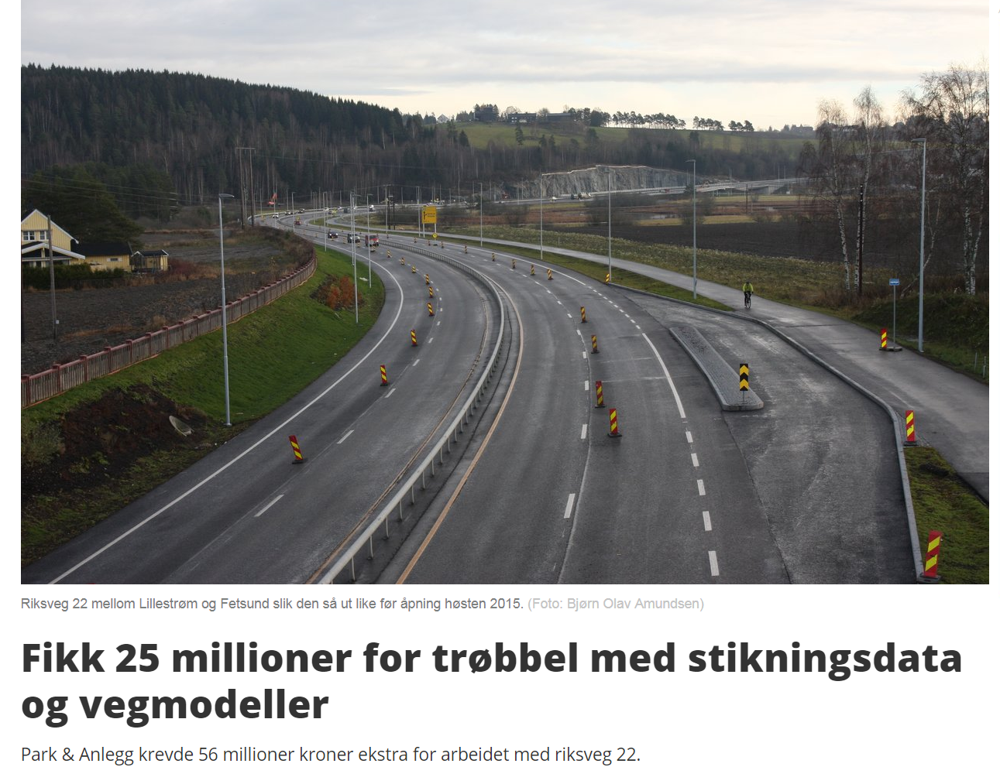 Riksveg 22 mellom Lillestrøm og Fetsund slik den så ut like før åpning høsten 2015. (Foto: Bjørn Olav Amundsen)
Fikk 25 millioner for trøbbel med stikningsdata
og vegmodeller
Park & Anlegg krevde 56 millioner kroner ekstra for arbeidet med riksveg 22.